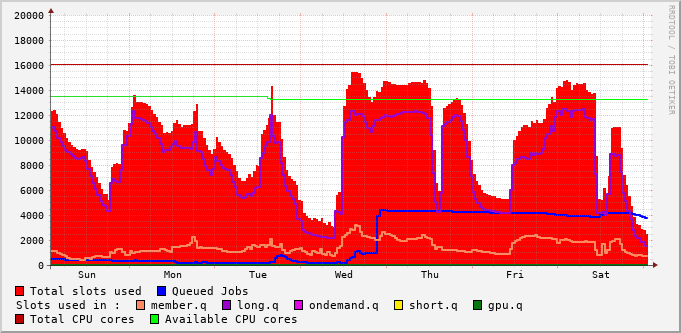 RRDTOOL / TOBI OETIKER
20000
18000
16000
14000
12000
10000
8000
6000
4000
2000
0
Sun Mon Tue Wed Thu Fri Sat
Total slots used Queued Jobs
Slots used in : member.q long.q ondemand.q short.q gpu.q
Total CPU cores Available CPU cores